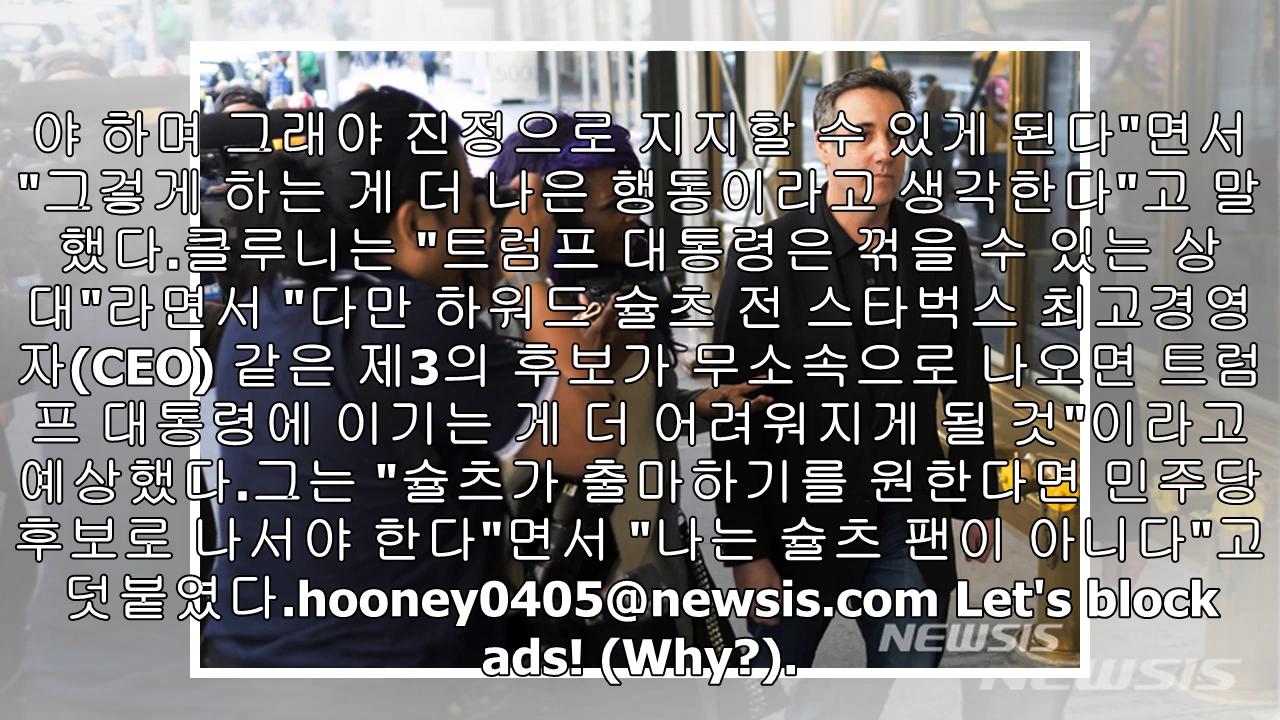 야 하며 그래야 진정으로 지지할 수 있게 된다"면서
"그렇게 하는 게 더 나은 행동이라고 생각한다"고 말
했다.클루니는 "트럼프 대통령은 꺾을 수 있는 상
대"라면서 "다만 하워드 슐츠 전 스타벅스 최고경영
자(CEO) 같은 제3의 후보가 무소속으로 나오면 트럼
프 대통령에 이기는 게 더 어려워지게 될 것"이라고
예상했다.그는 "슐츠가 출마하기를 원한다면 민주당
후보로 나서야 한다"면서 "나는 슐츠 팬이 아니다"고
덧붙였다.hooney0405@newsis.com Let's block
ads! (Why?).
NEWSIS
NEWSIS
500